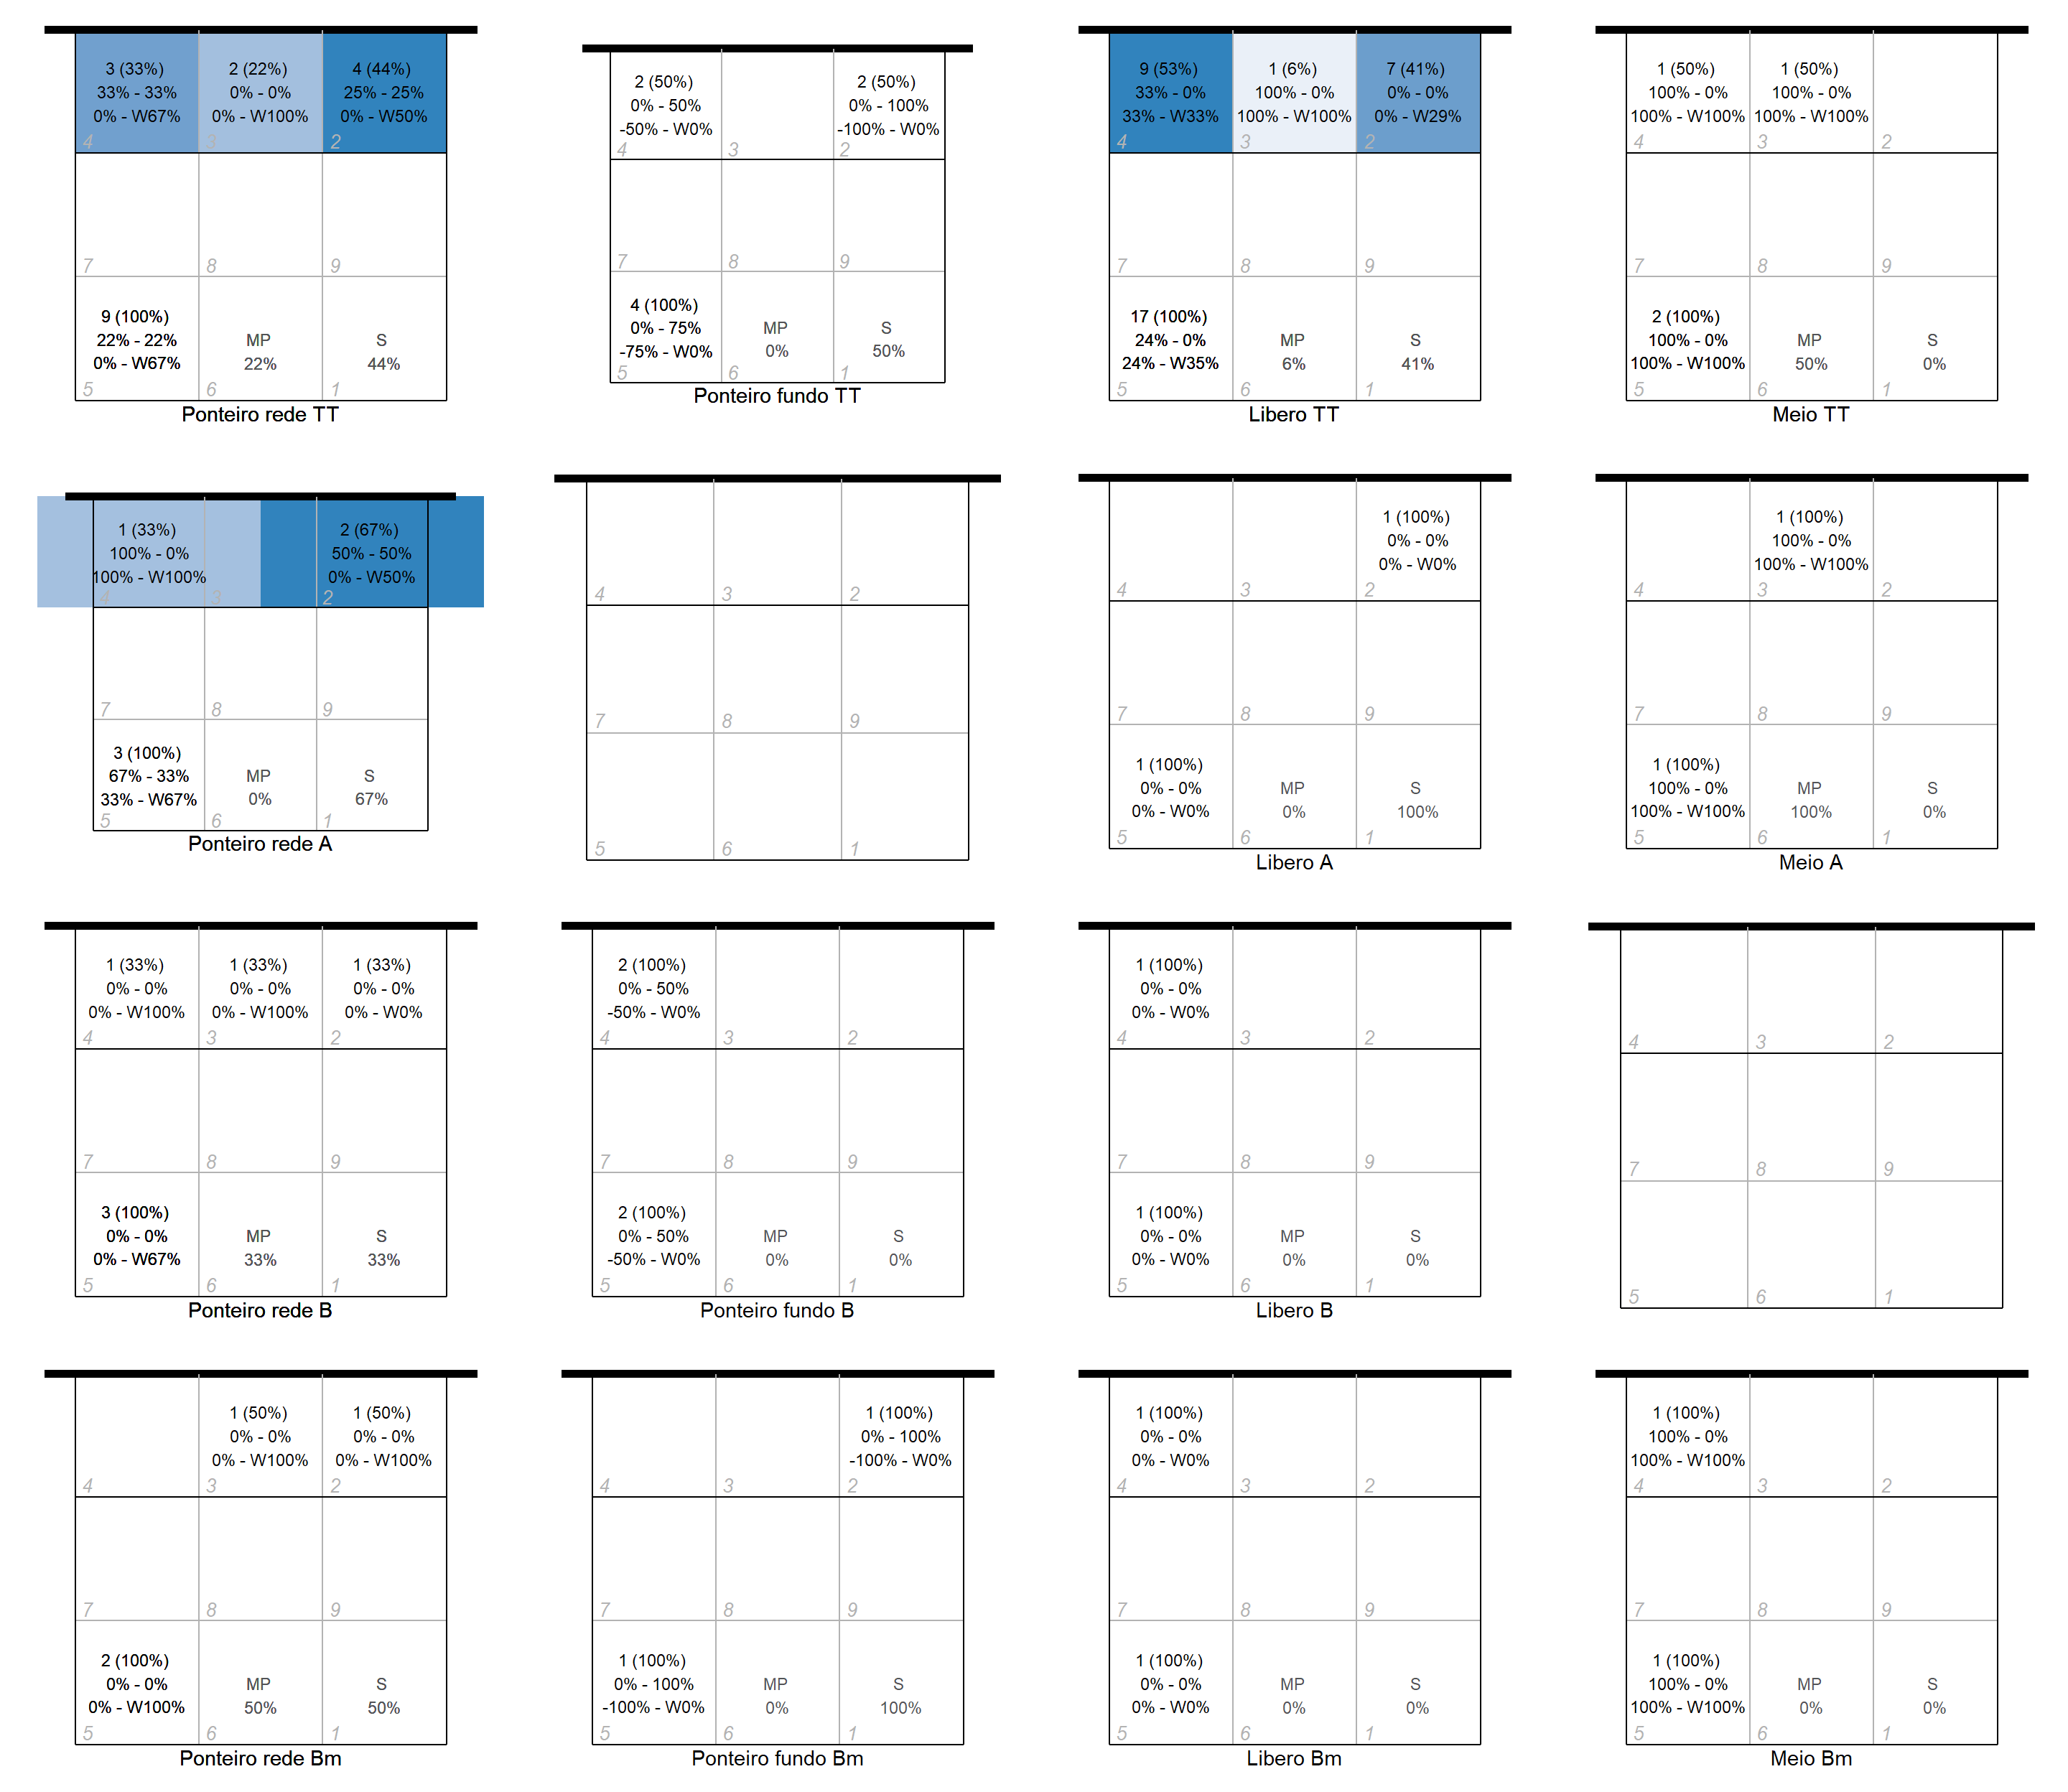 3 (33%)
33% - 33%
0% - W67%
4
2 (22%)
0% - 0%
0% - W100%
3
4 (44%)
25% - 25%
0% - W50%
2
7
8
9
9 (100%)
22% - 22%
0% - W67%
5
MP
22%
6
S
44%
1
Ponteiro rede TT
2 (50%)
0% - 50%
-50% - W0%
4
3
2 (50%)
0% - 100%
-100% - W0%
2
7
8
9
4 (100%)
0% - 75%
-75% - W0%
5
MP
0%
6
S
50%
1
Ponteiro fundo TT
9 (53%)
33% - 0%
33% - W33%
4
1 (6%)
100% - 0%
100% - W100%
3
7 (41%)
0% - 0%
0% - W29%
2
7
8
9
17 (100%)
24% - 0%
24% - W35%
5
MP
6%
6
S
41%
1
Libero TT
1 (50%)
100% - 0%
100% - W100%
4
1 (50%)
100% - 0%
100% - W100%
3
2
7
8
9
2 (100%)
100% - 0%
100% - W100%
5
MP
50%
6
S
0%
1
Meio TT
1 (33%)
100% - 0%
100% - W100%
4
3
2 (67%)
50% - 50%
0% - W50%
2
7
8
9
3 (100%)
67% - 33%
33% - W67%
5
MP
0%
6
S
67%
1
Ponteiro rede A
4
3
2
7
8
9
5
6
1
4
3
1 (100%)
0% - 0%
0% - W0%
2
7
8
9
1 (100%)
0% - 0%
0% - W0%
5
MP
0%
6
S
100%
1
Libero A
4
1 (100%)
100% - 0%
100% - W100%
3
2
7
8
9
1 (100%)
100% - 0%
100% - W100%
5
MP
100%
6
S
0%
1
Meio A
1 (33%)
0% - 0%
0% - W100%
4
1 (33%)
0% - 0%
0% - W100%
3
1 (33%)
0% - 0%
0% - W0%
2
7
8
9
3 (100%)
0% - 0%
0% - W67%
5
MP
33%
6
S
33%
1
Ponteiro rede B
2 (100%)
0% - 50%
-50% - W0%
4
3
2
7
8
9
2 (100%)
0% - 50%
-50% - W0%
5
MP
0%
6
S
0%
1
Ponteiro fundo B
1 (100%)
0% - 0%
0% - W0%
4
3
2
7
8
9
1 (100%)
0% - 0%
0% - W0%
5
MP
0%
6
S
0%
1
Libero B
4
3
2
7
8
9
5
6
1
4
1 (50%)
0% - 0%
0% - W100%
3
1 (50%)
0% - 0%
0% - W100%
2
7
8
9
2 (100%)
0% - 0%
0% - W100%
5
MP
50%
6
S
50%
1
Ponteiro rede Bm
4
3
1 (100%)
0% - 100%
-100% - W0%
2
7
8
9
1 (100%)
0% - 100%
-100% - W0%
5
MP
0%
6
S
100%
1
Ponteiro fundo Bm
1 (100%)
0% - 0%
0% - W0%
4
3
2
7
8
9
1 (100%)
0% - 0%
0% - W0%
5
MP
0%
6
S
0%
1
Libero Bm
1 (100%)
100% - 0%
100% - W100%
4
3
2
7
8
9
1 (100%)
100% - 0%
100% - W100%
5
MP
0%
6
S
0%
1
Meio Bm